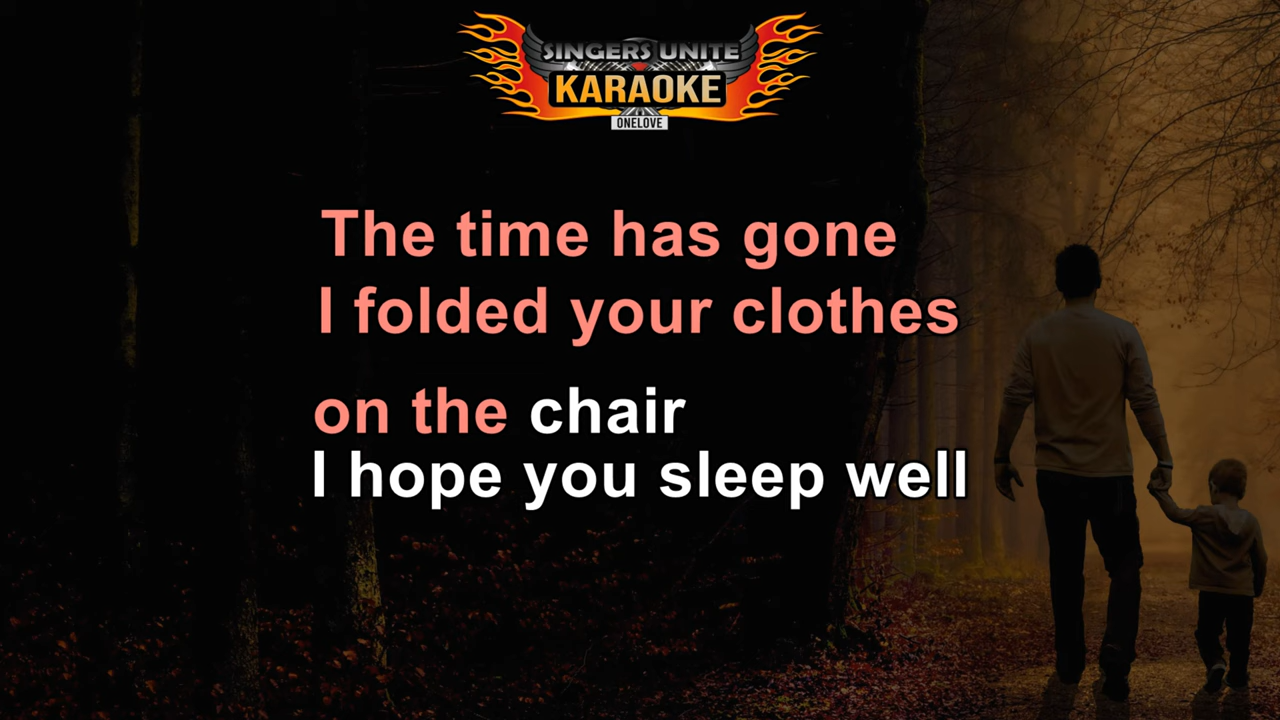 SINGERS UNITE
KARAOKE
ONELOVE
The time has gone
I folded your clothes
on the chair
I hope you sleep well